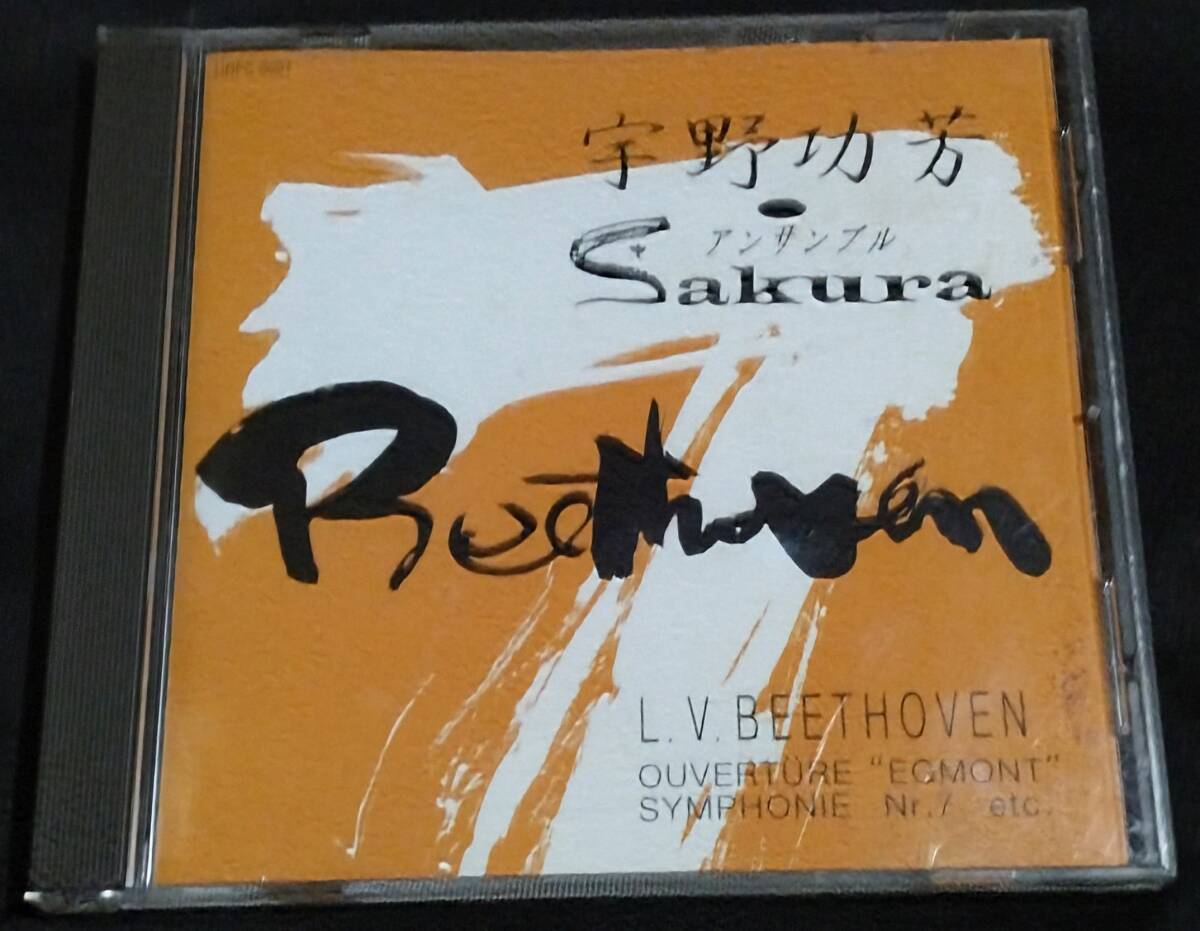 宇野功芳
アンサンブル
Sakura
Beethoven
L.V.BEETHOVEN
OUVERTÜRE "EGMONT"
SYMPHONIE Nr.7 etc.